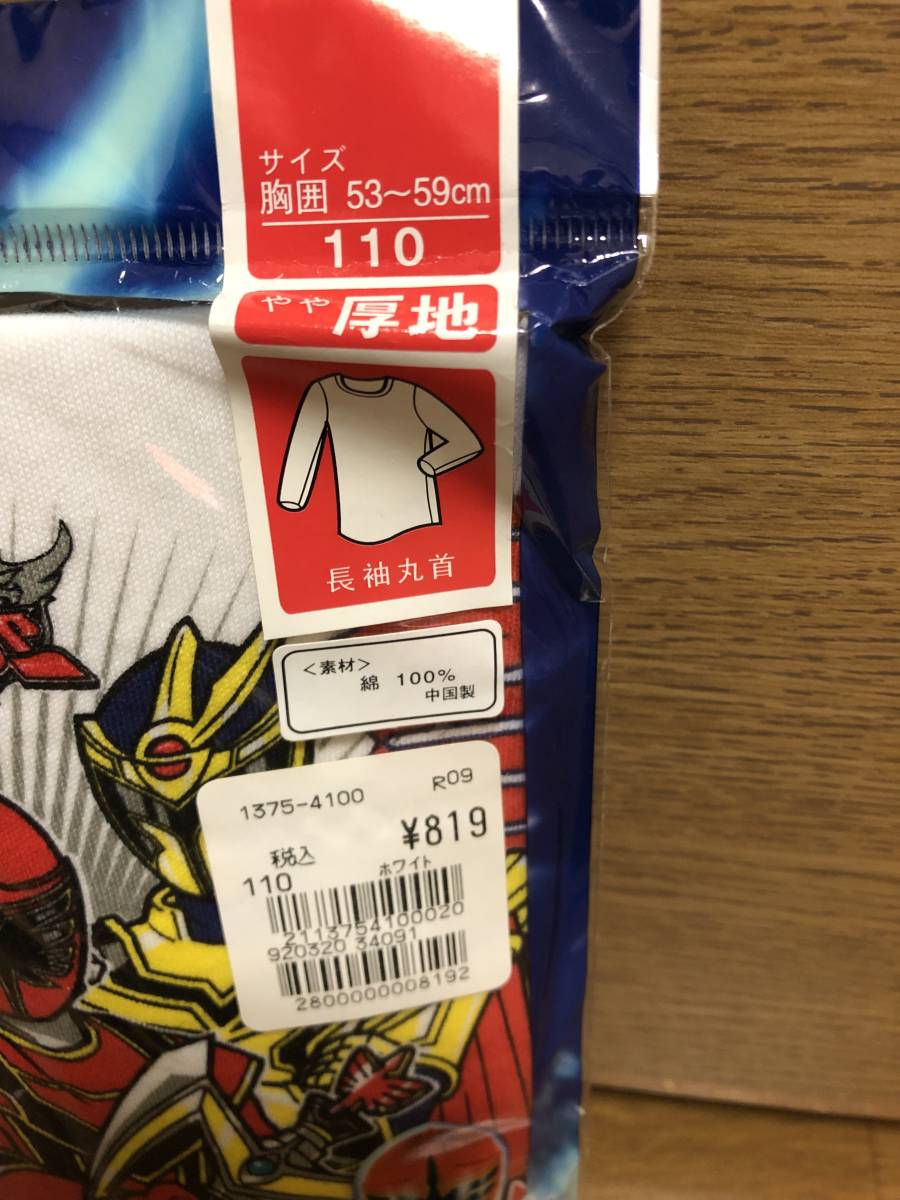 サイズ
胸囲 53～59cm
110
やや 厚地
長袖丸首
<素材>
綿 100%
中国製
1375-4100 R09
¥819
税込 ホワイト
110
2113754100020
920320 34091
2800000008192